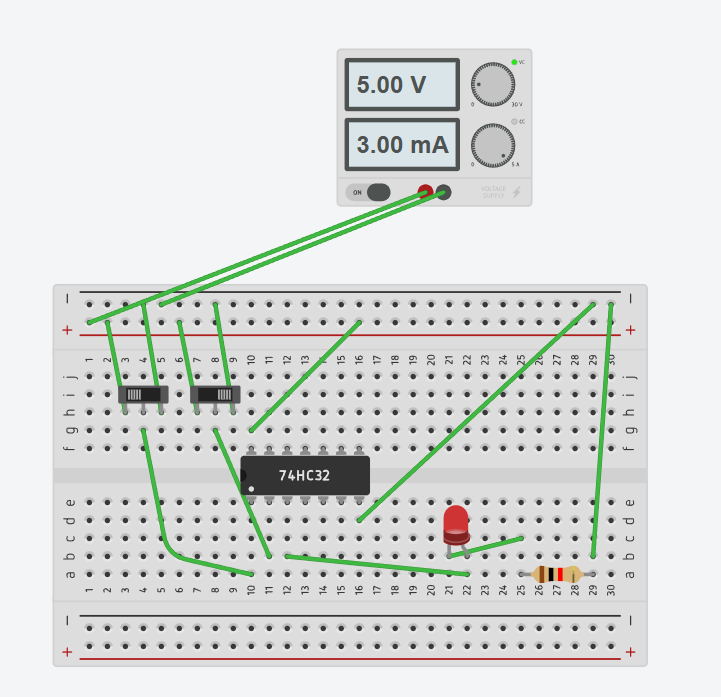 5.00 V
VC
0 30 V
3.00 mA
CC
0 5 A
ON
VOLTAGE
SUPPLY
− −
+ +
1 2 3 4 5 6 7 8 9 10 11 12 13 14 15 16 17 18 19 20 21 22 23 24 25 26 27 28 29 30
j j
i i
h h
g g
f f
74HC32
e e
d d
c c
b b
a a
1 2 3 4 5 6 7 8 9 10 11 12 13 14 15 16 17 18 19 20 21 22 23 24 25 26 27 28 29 30
− −
+ +